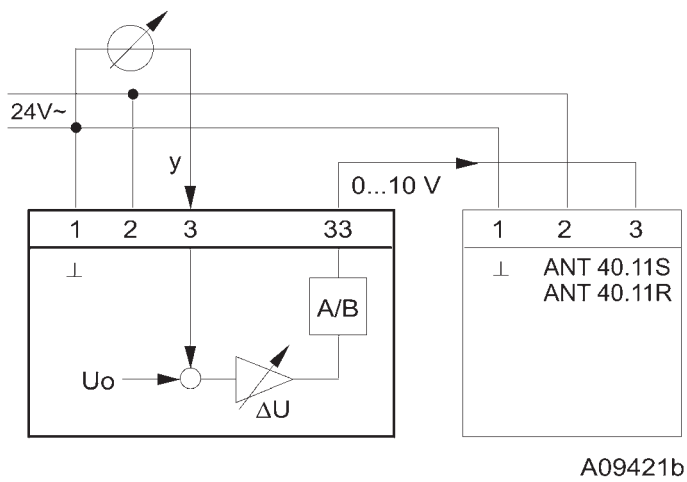 24V~
y
0...10 V
1 2 3 33
1 2 3
⊥
⊥ ANT 40.11S
ANT 40.11R
A/B
Uo
ΔU
A09421b